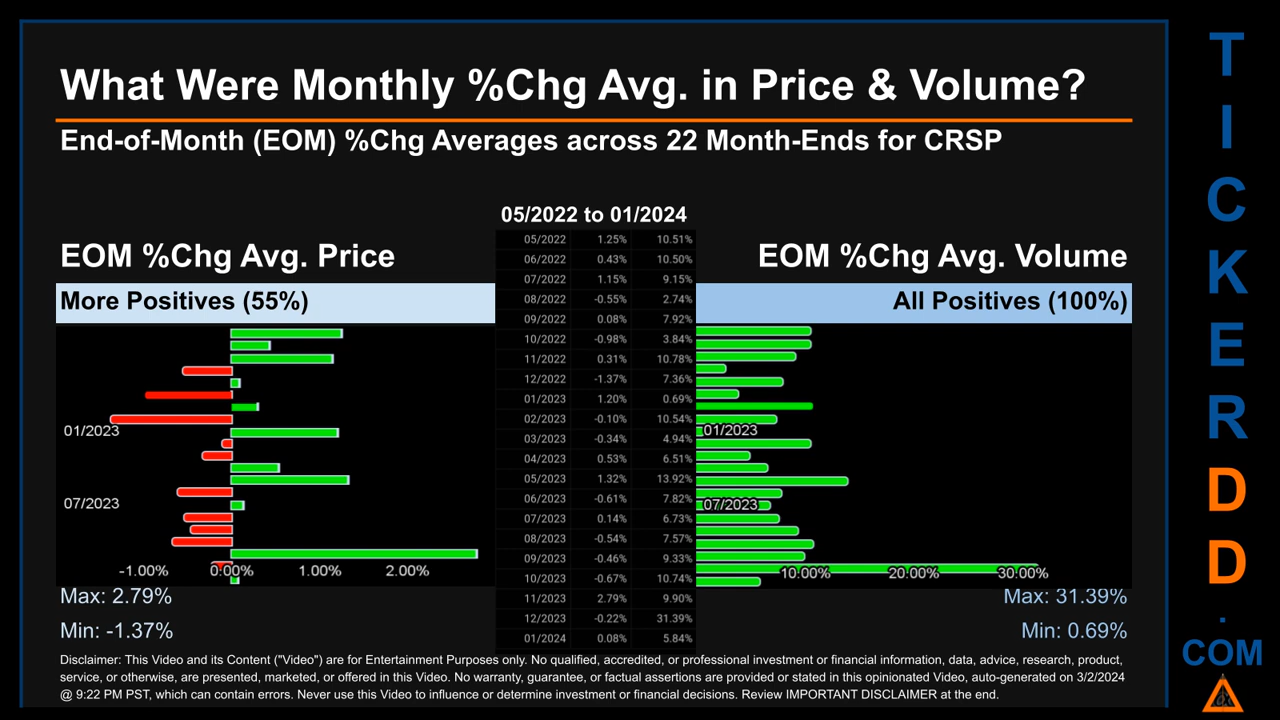 What Were Monthly %Chg Avg. in Price & Volume?
End-of-Month (EOM) %Chg Averages across 22 Month-Ends for CRSP
05/2022 to 01/2024
EOM %Chg Avg. Price
More Positives (55%)
01/2023
07/2023
-1.00% 0.00% 1.00% 2.00%
Max: 2.79%
Min: -1.37%
05/2022 1.25% 10.51%
06/2022 0.43% 10.50%
07/2022 1.15% 9.15%
08/2022 -0.55% 2.74%
09/2022 0.08% 7.92%
10/2022 -0.98% 3.84%
11/2022 0.31% 10.78%
12/2022 -1.37% 7.36%
01/2023 1.20% 0.69%
02/2023 -0.10% 10.54%
03/2023 -0.34% 4.94%
04/2023 0.53% 6.51%
05/2023 1.32% 13.92%
06/2023 -0.61% 7.82%
07/2023 0.14% 6.73%
08/2023 -0.54% 7.57%
09/2023 -0.46% 9.33%
10/2023 -0.67% 10.74%
11/2023 2.79% 9.90%
12/2023 -0.22% 31.39%
01/2024 0.08% 5.84%
EOM %Chg Avg. Volume
All Positives (100%)
01/2023
07/2023
10.00% 20.00% 30.00%
Max: 31.39%
Min: 0.69%
Disclaimer: This Video and its Content ("Video") are for Entertainment Purposes only. No qualified, accredited, or professional investment or financial information, data, advice, research, product,
service, or otherwise, are presented, marketed, or offered in this Video. No warranty, guarantee, or factual assertions are provided or stated in this opinionated Video, auto-generated on 3/2/2024
@ 9:22 PM PST, which can contain errors. Never use this Video to influence or determine investment or financial decisions. Review IMPORTANT DISCLAIMER at the end.
T
I
C
K
E
R
D
D
.
COM